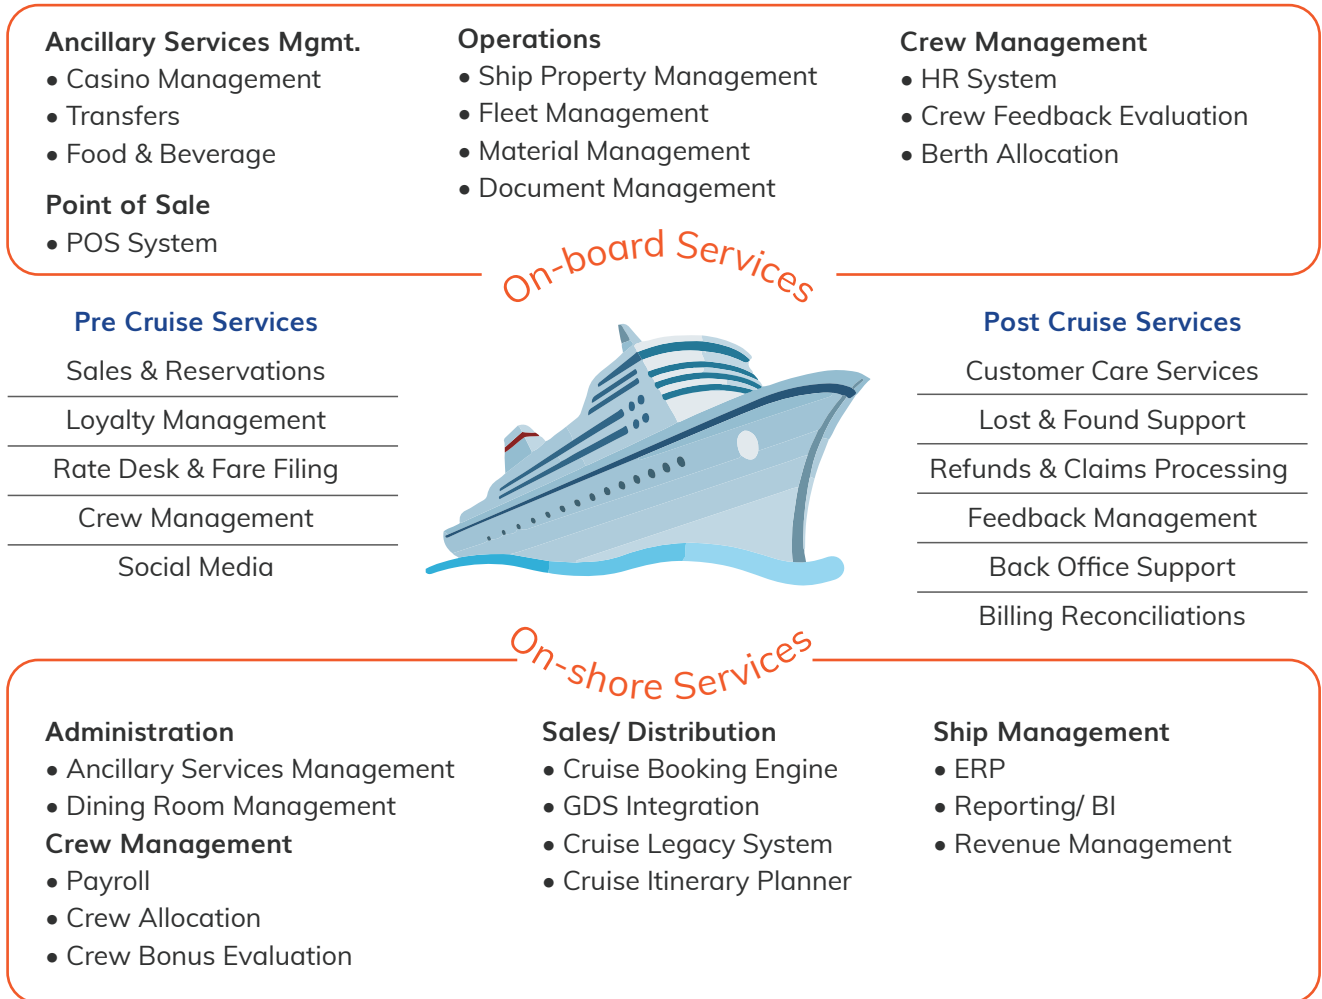 Ancillary Services Mgmt.
• Casino Management
• Transfers
• Food & Beverage
Point of Sale
• POS System
Operations
• Ship Property Management
• Fleet Management
• Material Management
• Document Management
Crew Management
• HR System
• Crew Feedback Evaluation
• Berth Allocation
On-board Services
Pre Cruise Services
Sales & Reservations
Loyalty Management
Rate Desk & Fare Filing
Crew Management
Social Media
Post Cruise Services
Customer Care Services
Lost & Found Support
Refunds & Claims Processing
Feedback Management
Back Office Support
Billing Reconciliations
On-shore Services
Administration
• Ancillary Services Management
• Dining Room Management
Crew Management
• Payroll
• Crew Allocation
• Crew Bonus Evaluation
Sales/ Distribution
• Cruise Booking Engine
• GDS Integration
• Cruise Legacy System
• Cruise Itinerary Planner
Ship Management
• ERP
• Reporting/ BI
• Revenue Management